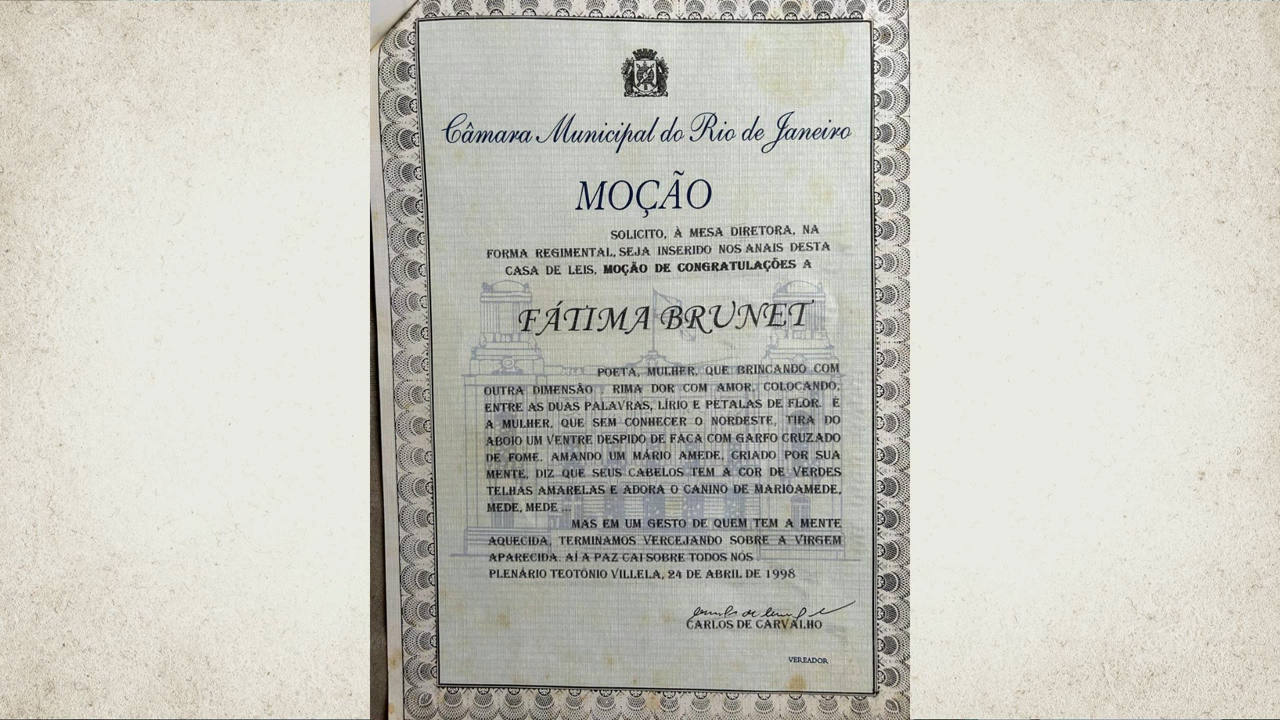 Câmara Municipal do Rio de Janeiro
MOÇÃO
SOLICITO, À MESA DIRETORA, NA
FORMA REGIMENTAL, SEJA INSERIDO NOS ANAIS DESTA
CASA DE LEIS, MOÇÃO DE CONGRATULAÇÕES A
FÁTIMA BRUNET
POETA, MULHER, QUE BRINCANDO COM
OUTRA DIMENSÃO, RIMA DOR COM AMOR, COLOCANDO,
ENTRE AS DUAS PALAVRAS, LÍRIO E PETALAS DE FLOR. E
A MULHER, QUE SEM CONHECER O NORDESTE, TIRA DO
ABOIO UM VENTRE DESPIDO DE FACA COM GARFO CRUZADO
DE FOME. AMANDO UM MÁRIO AMEDE, CRIADO POR SUA
MENTE, DIZ QUE SEUS CABELOS TEM A COR DE VERDES
TELHAS AMARELAS E ADORA O CANINO DE MARIOAMEDE,
MEDE, MEDE ...
MAS EM UM GESTO DE QUEM TEM A MENTE
AQUECIDA, TERMINAMOS VERCEJANDO SOBRE A VIRGEM
APARECIDA. AÍ A PAZ CAI SOBRE TODOS NÓS
PLENÁRIO TEOTÔNIO VILLELA, 24 DE ABRIL DE 1998
CARLOS DE CARVALHO
VEREADOR